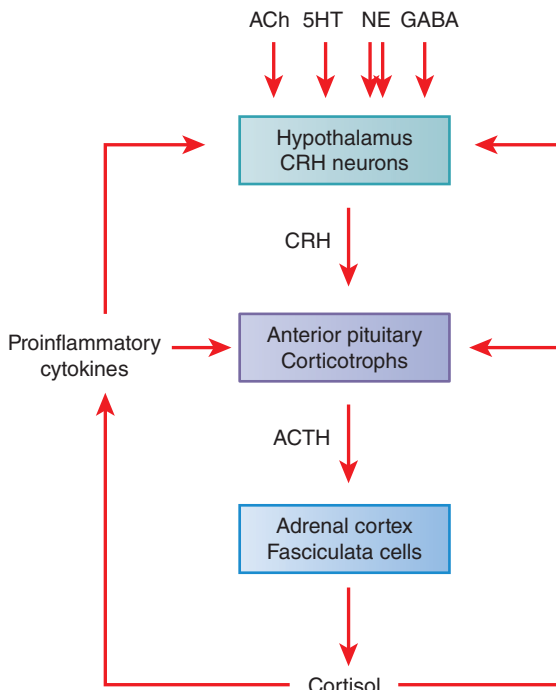 ACh 5HT NE GABA
Hypothalamus
CRH neurons
CRH
Proinflammatory
cytokines
Anterior pituitary
Corticotrophs
ACTH
Adrenal cortex
Fasciculata cells
Cortisol